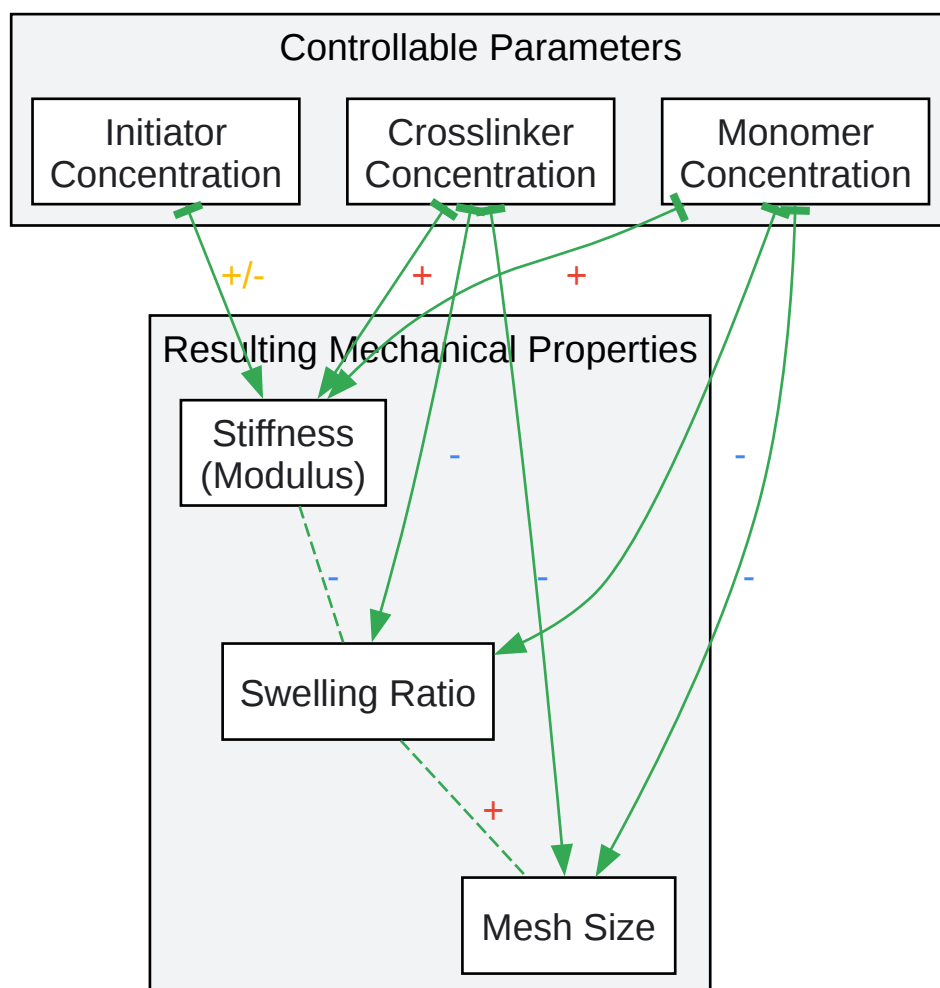 Controllable Parameters
Initiator
Concentration
Crosslinker
Concentration
Monomer
Concentration
+/-
+
+
Resulting Mechanical Properties
Stiffness
(Modulus)
-
-
-
-
-
Swelling Ratio
+
Mesh Size